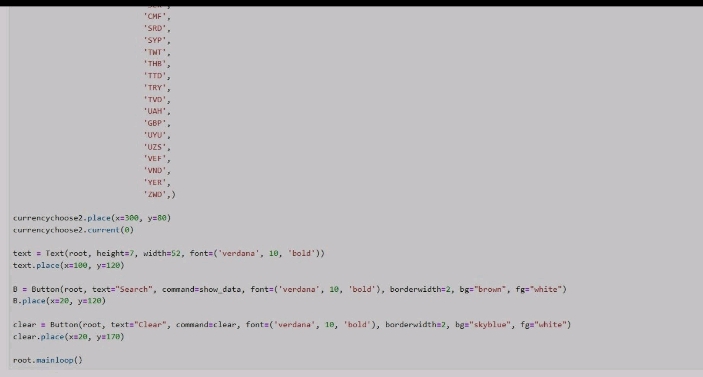 'CMF',
'SRD',
'SYP',
'TWT',
'THB',
'TTD',
'TRY',
'TVD',
'UAH',
'GBP',
'UYU',
'UZS',
'VEF',
'VND',
'YER',
'ZWD',)
currencychoose2.place(x=300, y=80)
currencychoose2.current(0)
text = Text(root, height=7, width=52, font=('verdana', 10, 'bold'))
text.place(x=100, y=120)
B = Button(root, text="Search", command=show_data, font=('verdana', 10, 'bold'), borderwidth=2, bg="brown", fg="white")
B.place(x=20, y=120)
clear = Button(root, text="Clear", command=clear, font=('verdana', 10, 'bold'), borderwidth=2, bg="skyblue", fg="white")
clear.place(x=20, y=170)
root.mainloop()